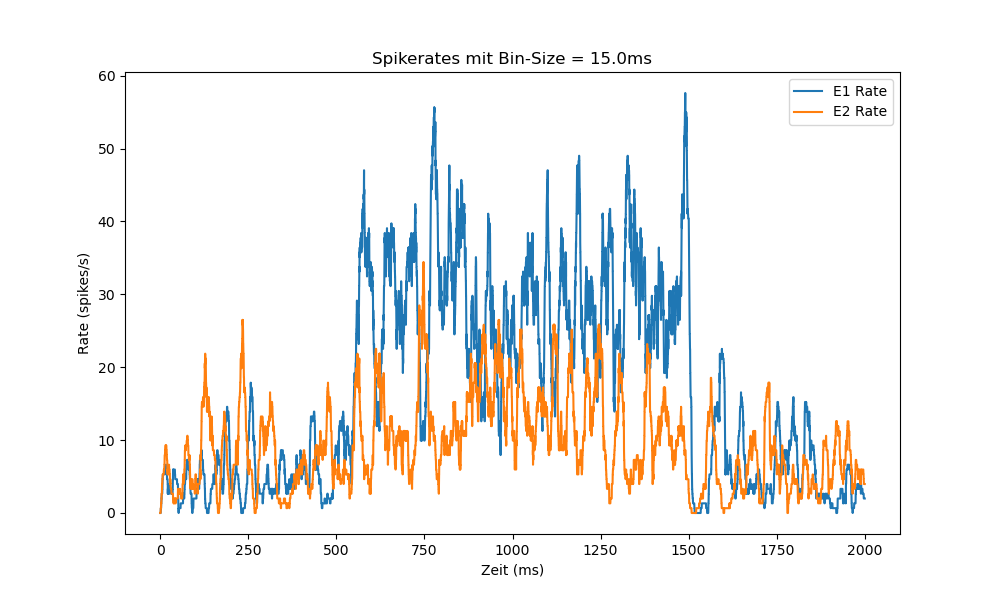 Spikerates mit Bin-Size = 15.0ms
E1 Rate
E2 Rate
Rate (spikes/s)
60
50
40
30
20
10
0
0 250 500 750 1000 1250 1500 1750 2000
Zeit (ms)